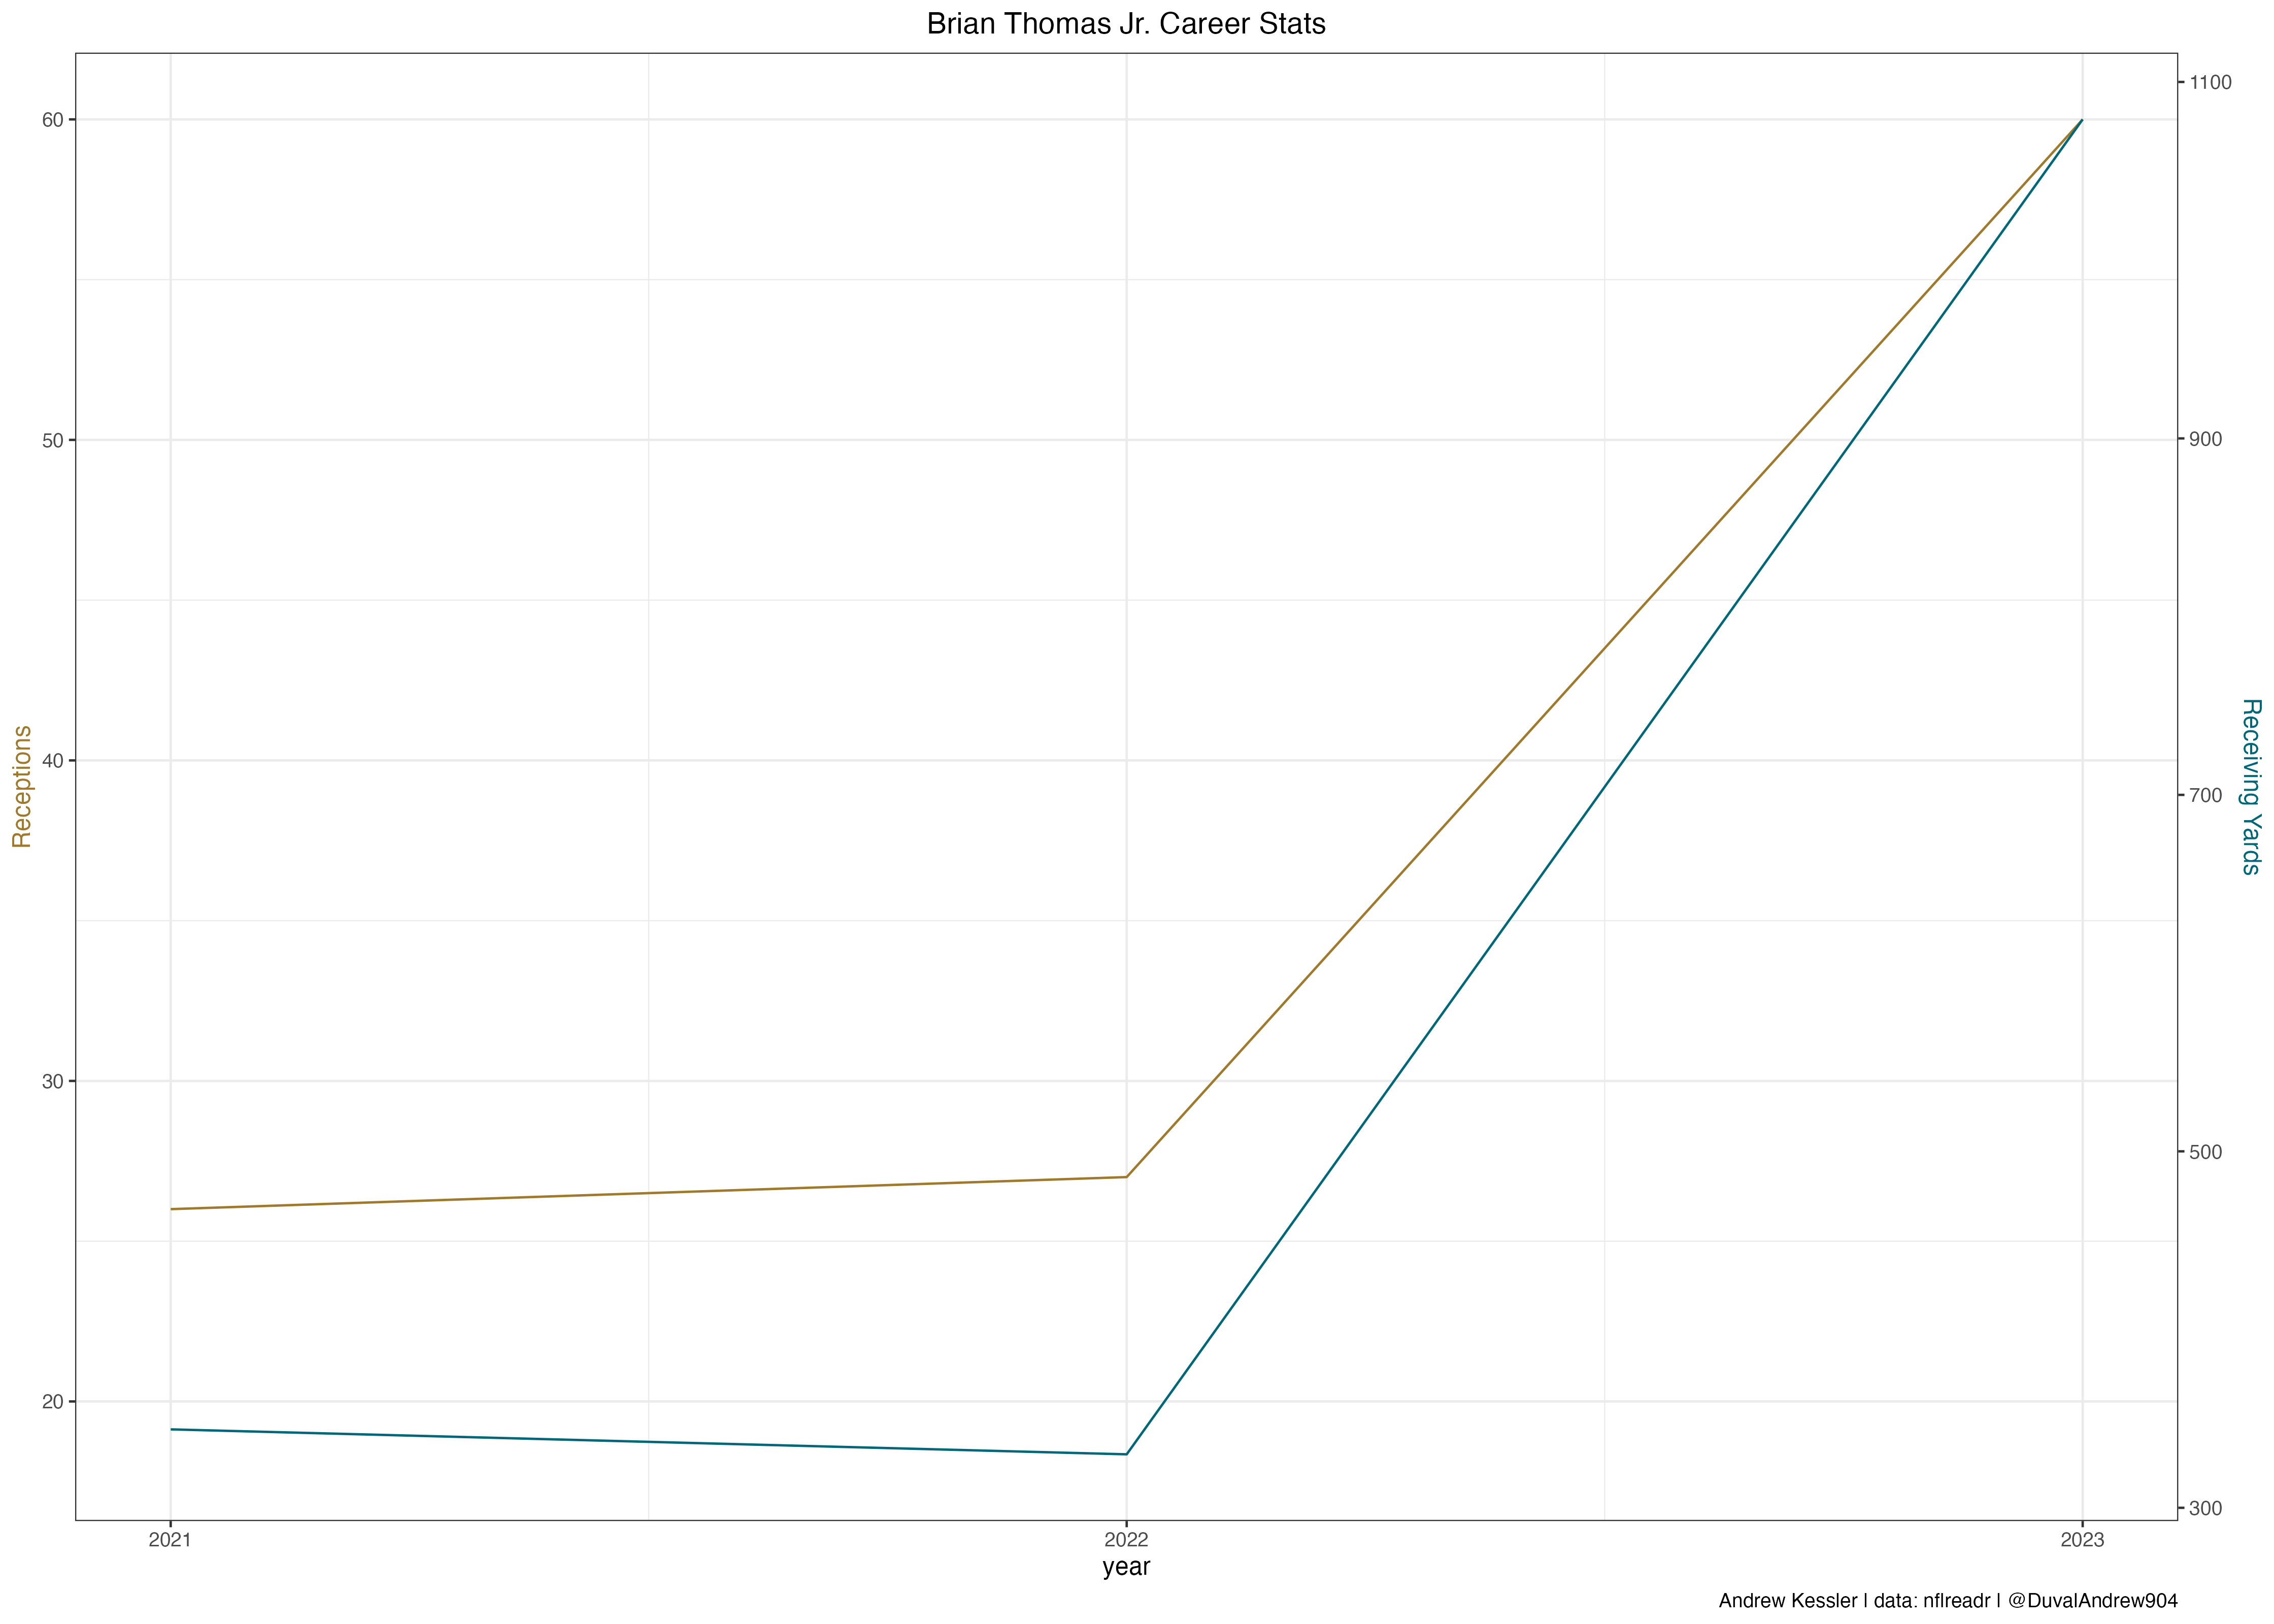 Brian Thomas Jr. Career Stats
60
50
40
30
20
Receptions
1100
900
700
500
300
Receiving Yards
2021
2022
2023
year
Andrew Kessler | data: nflreadr | @DuvalAndrew904